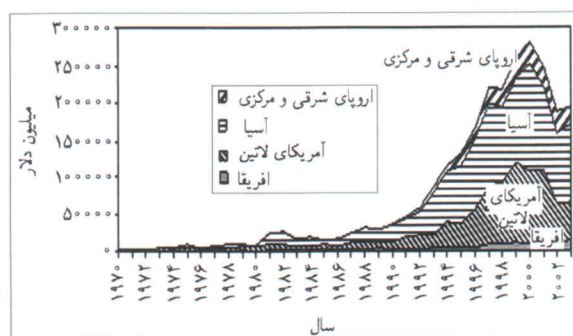 ۳۰۰۰۰۰
۲۵۰۰۰۰
۲۰۰۰۰۰
۱۵۰۰۰۰
۱۰۰۰۰۰
۵۰۰۰۰
۰
میلیون دلار
اروپای شرقی و مرکزی
آسیا
آمریکای لاتین
افریقا
اروپای شرقی و مرکزی
آسیا
آمریکای
لاتین
افریقا
۱۹۷۰ ۱۹۷۲ ۱۹۷۴ ۱۹۷۶ ۱۹۷۸ ۱۹۸۰ ۱۹۸۲ ۱۹۸۴ ۱۹۸۶ ۱۹۸۸ ۱۹۹۰ ۱۹۹۲ ۱۹۹۴ ۱۹۹۶ ۱۹۹۸ ۲۰۰۰ ۲۰۰۲
سال